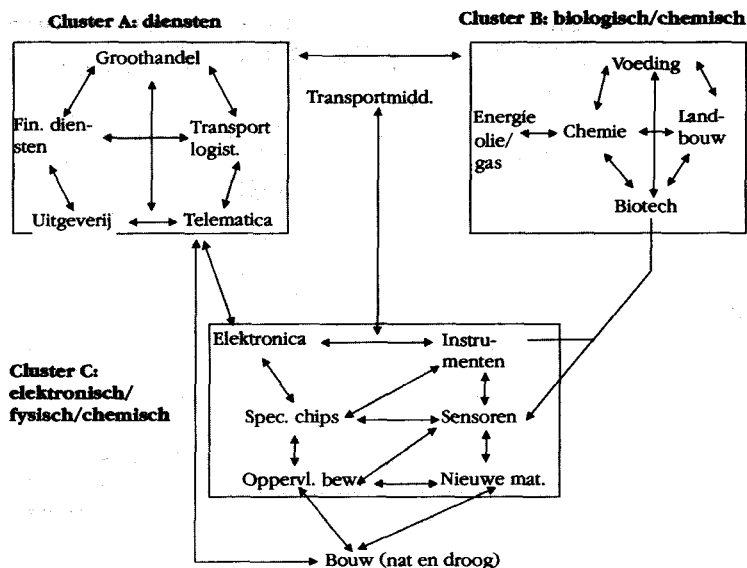 Cluster A: diensten
Groothandel
Fin. dien-
sten
Transport
logist.
Uitgeverij
Telematica
Transportmidd.
Cluster B: biologisch/chemisch
Voeding
Energie
olie/
gas
Chemie
Land-
bouw
Biotech
Cluster C:
elektronisch/
fysisch/chemisch
Elektronica
Instru-
menten
Spec. chips
Sensoren
Oppervl. bew
Nieuwe mat.
Bouw (nat en droog)